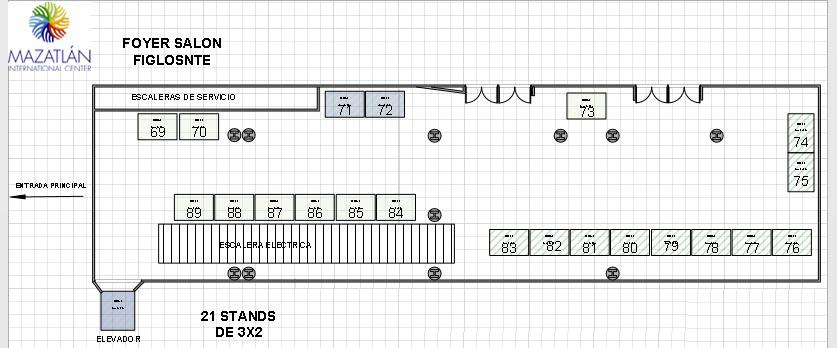 MAZATLÁN
INTERNATIONAL CENTER
FOYER SALON
FIGLOSNTE
ESCALERAS DE SERVICIO
71 72
73
69 70
74
75
ENTRADA PRINCIPAL
89 88 87 86 85 84
83 82 81 80 79 78 77 76
ESCALERA ELECTRICA
21 STANDS
DE 3X2
ELEVADOR